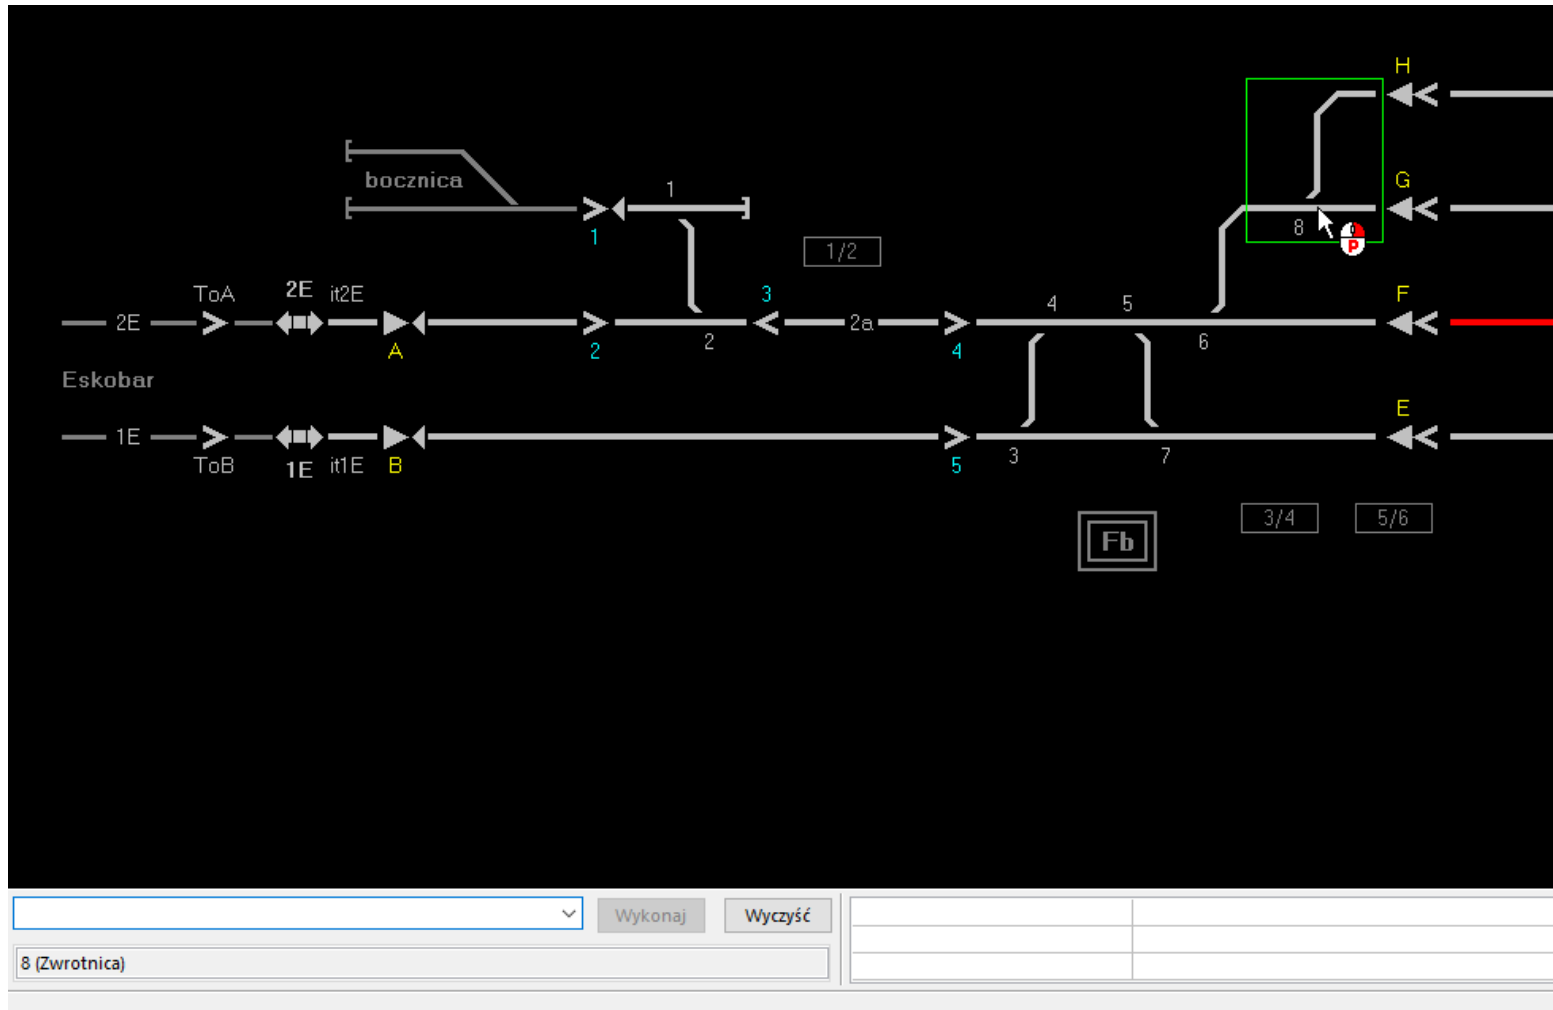 H
G
bocznica
1
8
P
1
1/2
ToA
2E
it2E
3
4
5
F
2E
2a
A
2
2
4
6
Eskobar
E
1E
3
7
ToB
1E
it1E
B
5
3/4
5/6
Fb
Wykonaj
Wyczyść
8 (Zwrotnica)